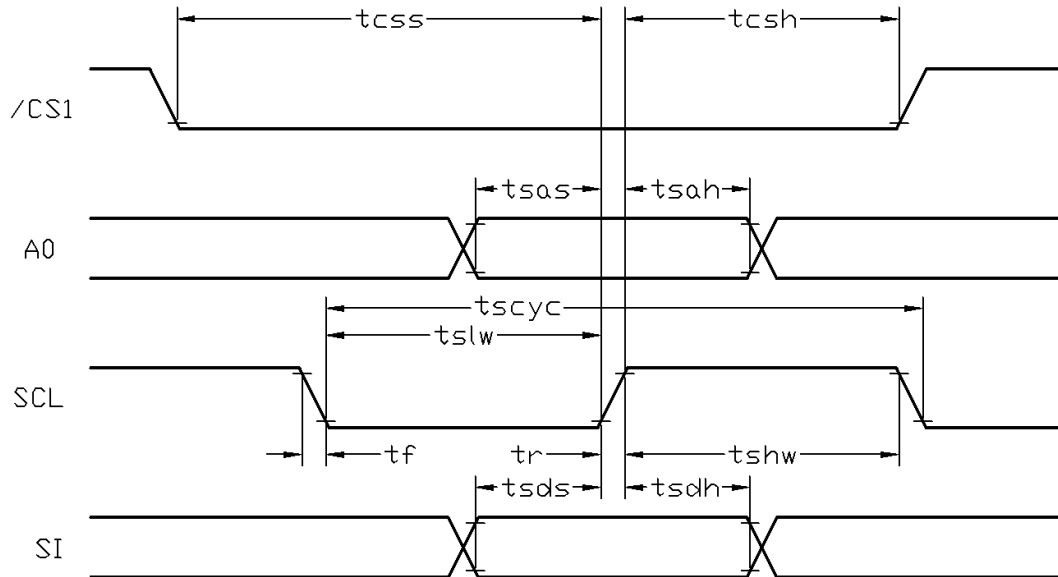 tcss tcsh
/CS1
tsas tsah
A0
tscyc
tslw
SCL
tf tr tshw
tsds tsdh
SI